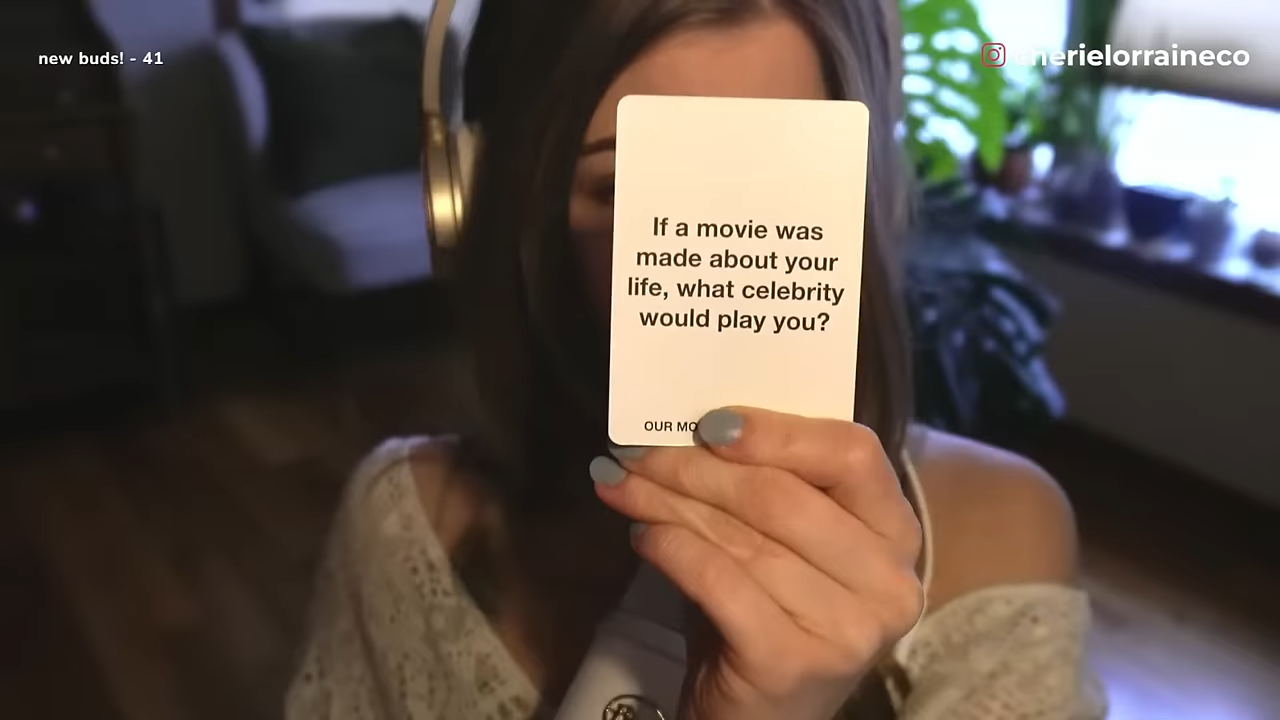 new buds! - 41
cherielorraineco
If a movie was
made about your
life, what celebrity
would play you?
OUR MO